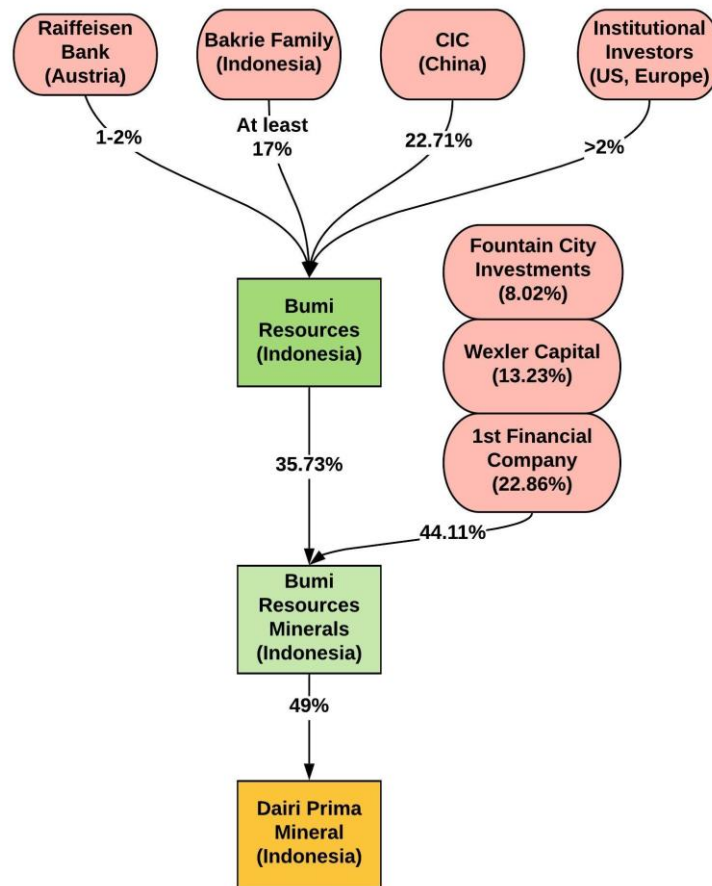 Raiffeisen
Bank
(Austria)
Bakrie Family
(Indonesia)
CIC
(China)
Institutional
Investors
(US, Europe)
1-2%
At least
17%
22.71%
>2%
Fountain City
Investments
(8.02%)
Bumi
Resources
(Indonesia)
Wexler Capital
(13.23%)
1st Financial
Company
(22.86%)
35.73%
44.11%
Bumi
Resources
Minerals
(Indonesia)
49%
Dairi Prima
Mineral
(Indonesia)